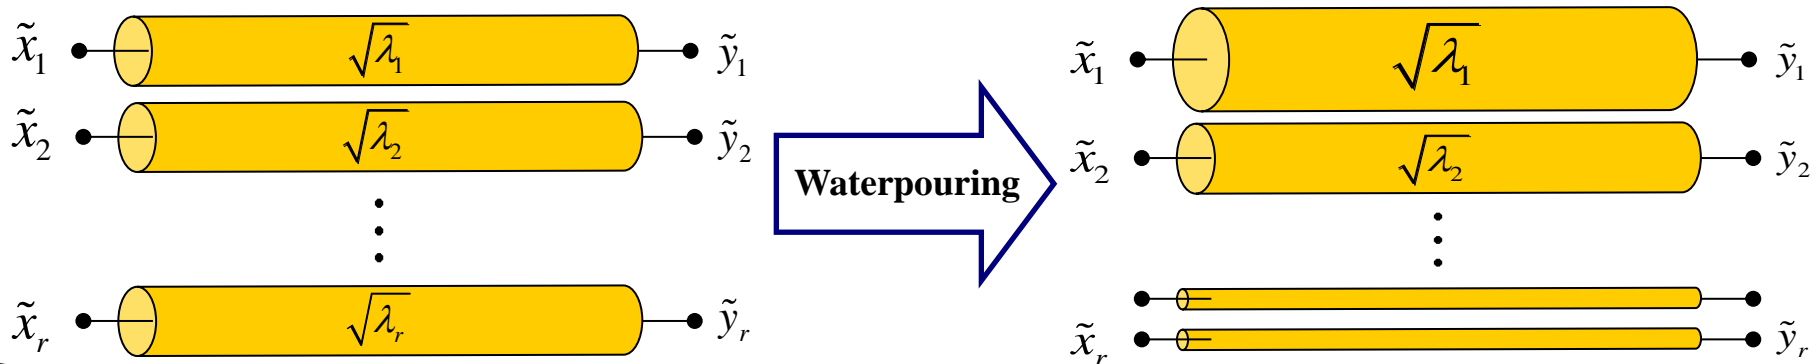 x̃₁ √λ₁ ỹ₁
x̃₂ √λ₂ ỹ₂
x̃ᵣ √λᵣ ỹᵣ
Waterpouring
x̃₁ √λ₁ ỹ₁
x̃₂ √λ₂ ỹ₂
x̃ᵣ ỹᵣ